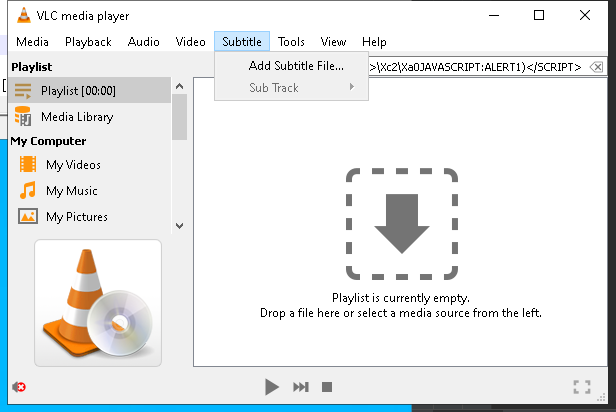 VLC media player
Media Playback Audio Video Subtitle Tools View Help
Playlist
Add Subtitle File...
>\Xc2\Xa0JAVASCRIPT:ALERT1)</SCRIPT>
Playlist [00:00]
Sub Track
Media Library
My Computer
My Videos
My Music
My Pictures
Playlist is currently empty.
Drop a file here or select a media source from the left.